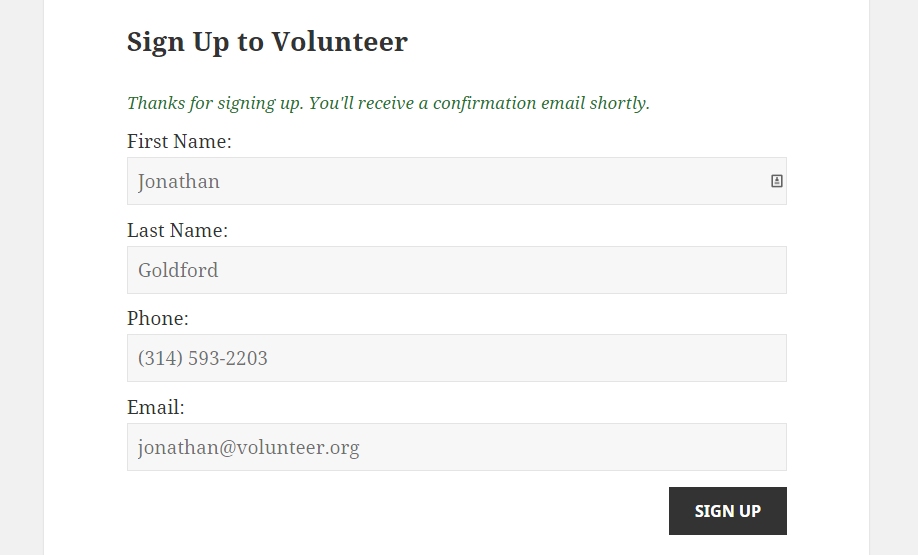 Sign Up to Volunteer
Thanks for signing up. You'll receive a confirmation email shortly.
First Name:
Jonathan
Last Name:
Goldford
Phone:
(314) 593-2203
Email:
jonathan@volunteer.org
SIGN UP